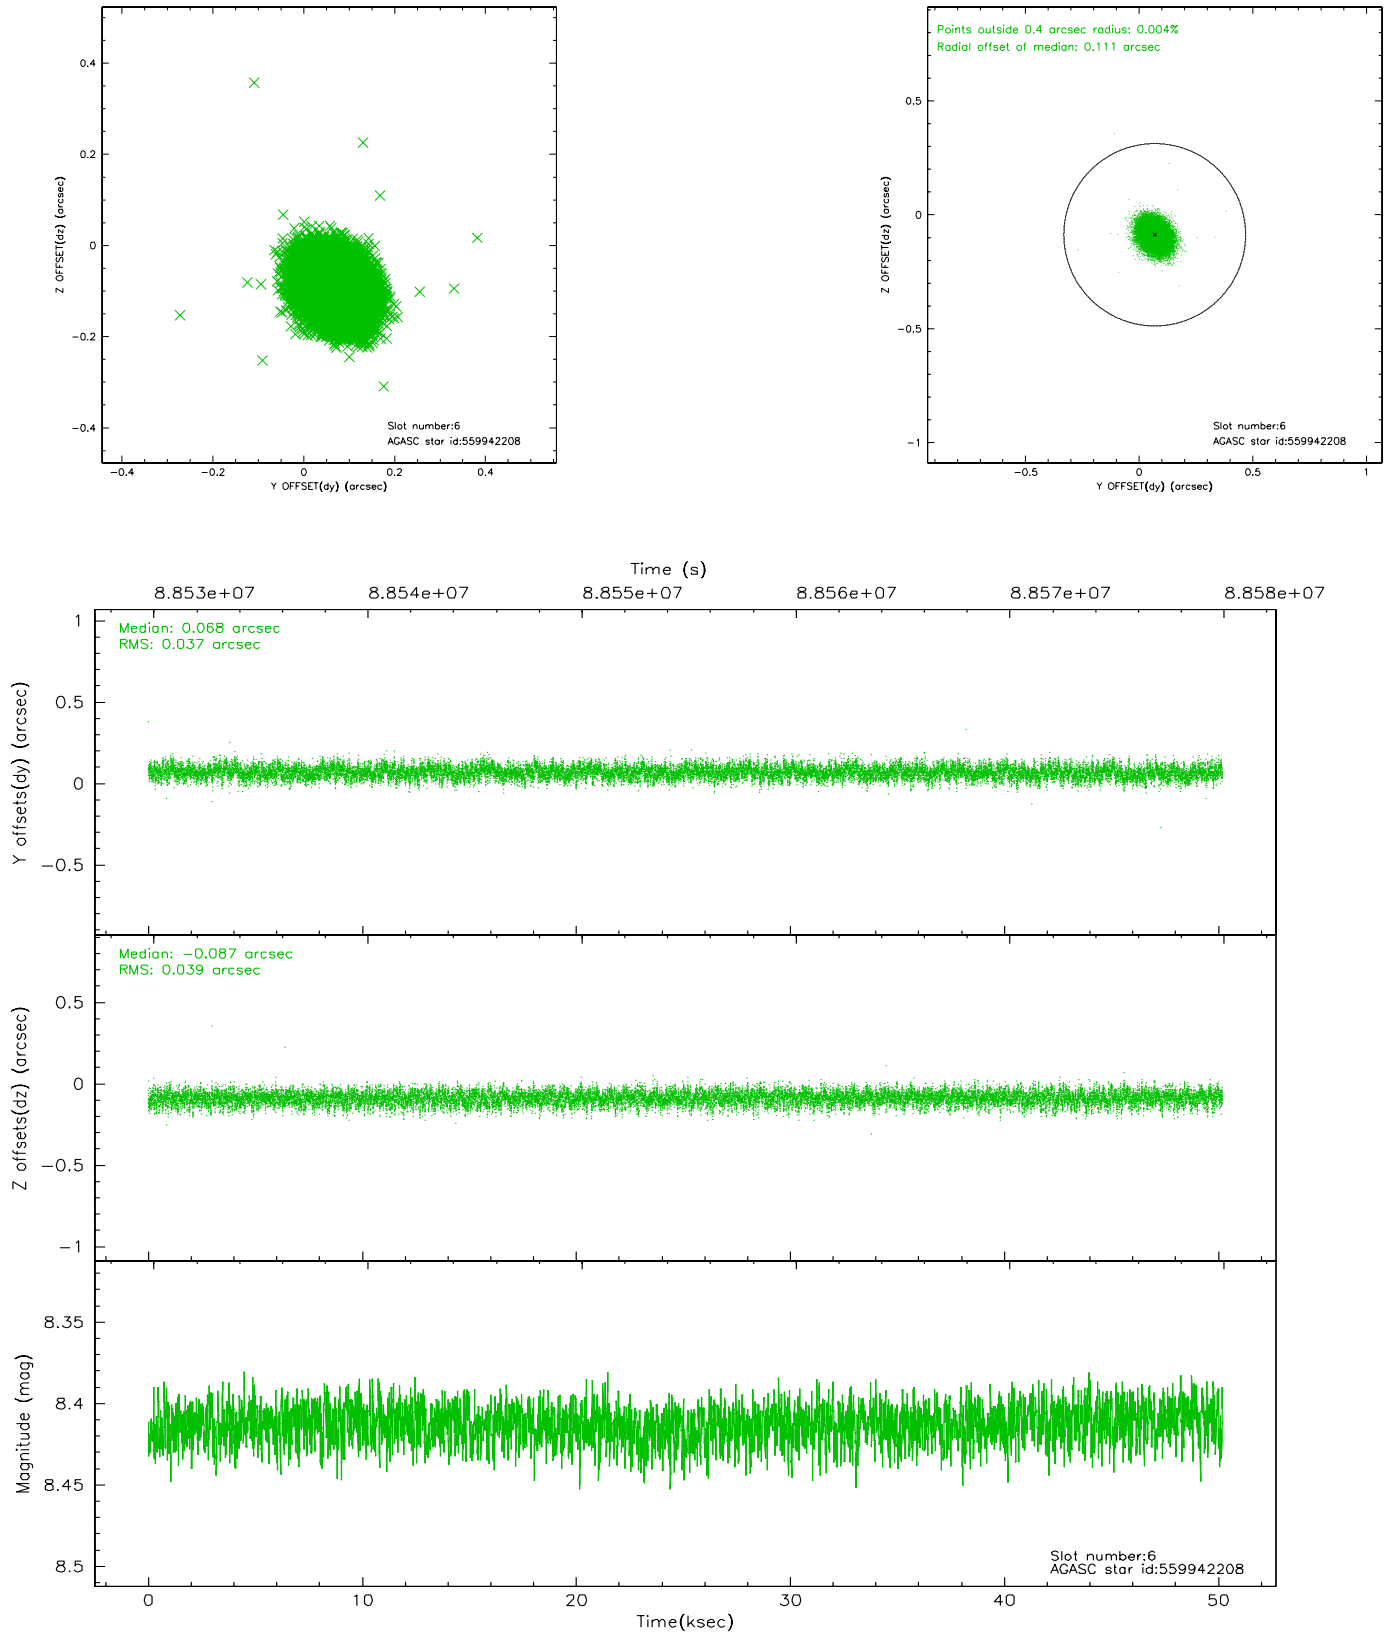 0.4
0.2
0
−0.2
−0.4
Z OFFSET(dz) (arcsec)
Slot number:6
AGASC star id:559942208
−0.4 −0.2 0 0.2 0.4
Y OFFSET(dy) (arcsec)
Points outside 0.4 arcsec radius: 0.004%
Radial offset of median: 0.111 arcsec
0.5
0
−0.5
−1
Z OFFSET(dz) (arcsec)
Slot number:6
AGASC star id:559942208
−0.5 0 0.5 1
Y OFFSET(dy) (arcsec)
Time (s)
8.853e+07 8.854e+07 8.855e+07 8.856e+07 8.857e+07 8.858e+07
Median: 0.068 arcsec
RMS: 0.037 arcsec
1
0.5
0
−0.5
Y offsets(dy) (arcsec)
Median: −0.087 arcsec
RMS: 0.039 arcsec
0.5
0
−0.5
−1
Z offsets(dz) (arcsec)
8.35
8.4
8.45
8.5
Magnitude (mag)
Slot number:6
AGASC star id:559942208
0 10 20 30 40 50
Time(ksec)